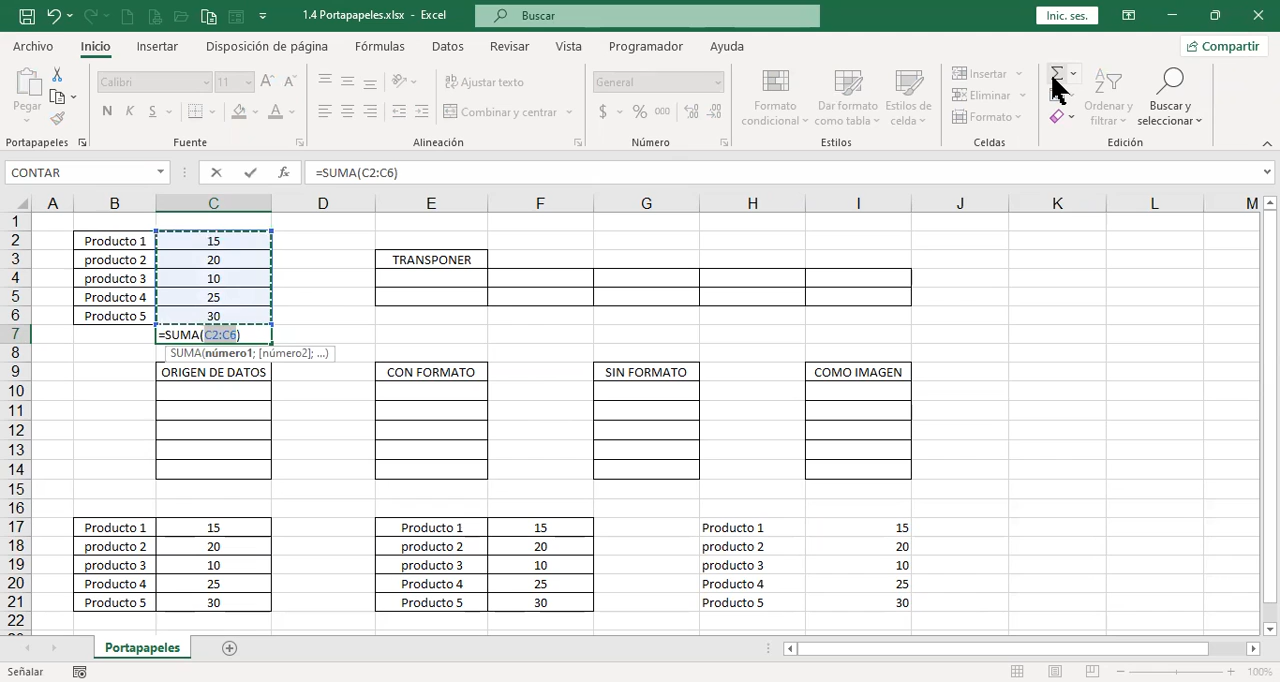 1.4 Portapapeles.xlsx - Excel
Buscar
Inic. ses.
Archivo Inicio Insertar Disposición de página Fórmulas Datos Revisar Vista Programador Ayuda
Compartir
Pegar
Calibri 11
N K S
Ajustar texto
Combinar y centrar
General
$ % 000
Formato condicional
Dar formato como tabla
Estilos de celda
Insertar
Eliminar
Formato
Ordenar y filtrar
Buscar y seleccionar
Portapapeles Fuente Alineación Número Estilos Celdas Edición
CONTAR
fx
=SUMA(C2:C6)
A B C D E F G H I J K L M
1
2 Producto 1 15
3 producto 2 20 TRANSPONER
4 producto 3 10
5 Producto 4 25
6 Producto 5 30
7 =SUMA(C2:C6)
8 SUMA(número1; [número2]; ...)
9 ORIGEN DE DATOS CON FORMATO SIN FORMATO COMO IMAGEN
10
11
12
13
14
15
16
17 Producto 1 15 Producto 1 15 Producto 1 15
18 producto 2 20 producto 2 20 producto 2 20
19 producto 3 10 producto 3 10 producto 3 10
20 Producto 4 25 Producto 4 25 Producto 4 25
21 Producto 5 30 Producto 5 30 Producto 5 30
22
Portapapeles
Señalar
100%